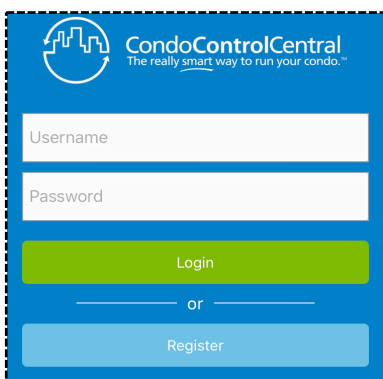 CondoControlCentral
The really smart way to run your condo.™
Username
Password
Login
or
Register